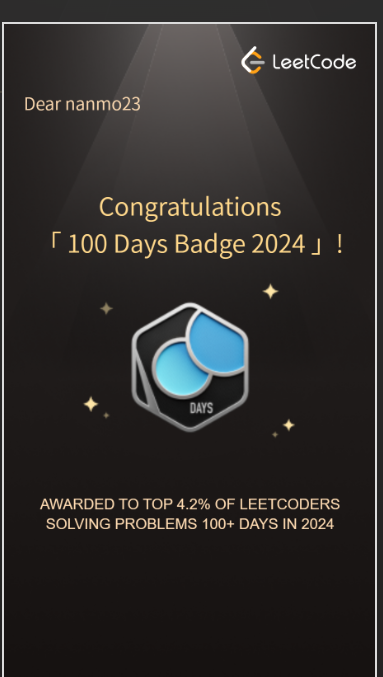 LeetCode
Dear nanmo23
Congratulations
「 100 Days Badge 2024 」!
DAYS
AWARDED TO TOP 4.2% OF LEETCODERS
SOLVING PROBLEMS 100+ DAYS IN 2024